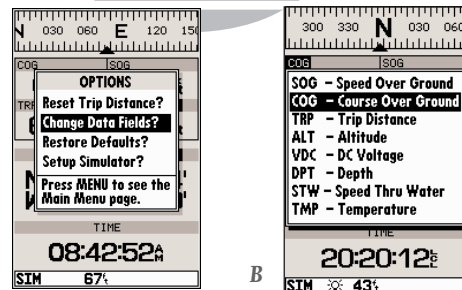 N 030 060 E 120 150
COG SOG
OPTIONS
Reset Trip Distance?
Change Data Fields?
Restore Defaults?
Setup Simulator?
Press MENU to see the
Main Menu page.
TIME
08:42:52
SIM 67
B
300 330 N 030 060
COG SOG
SOG – Speed Over Ground
COG – Course Over Ground
TRP – Trip Distance
ALT – Altitude
VDC – DC Voltage
DPT – Depth
STW – Speed Thru Water
TMP – Temperature
TIME
20:20:12
SIM 43